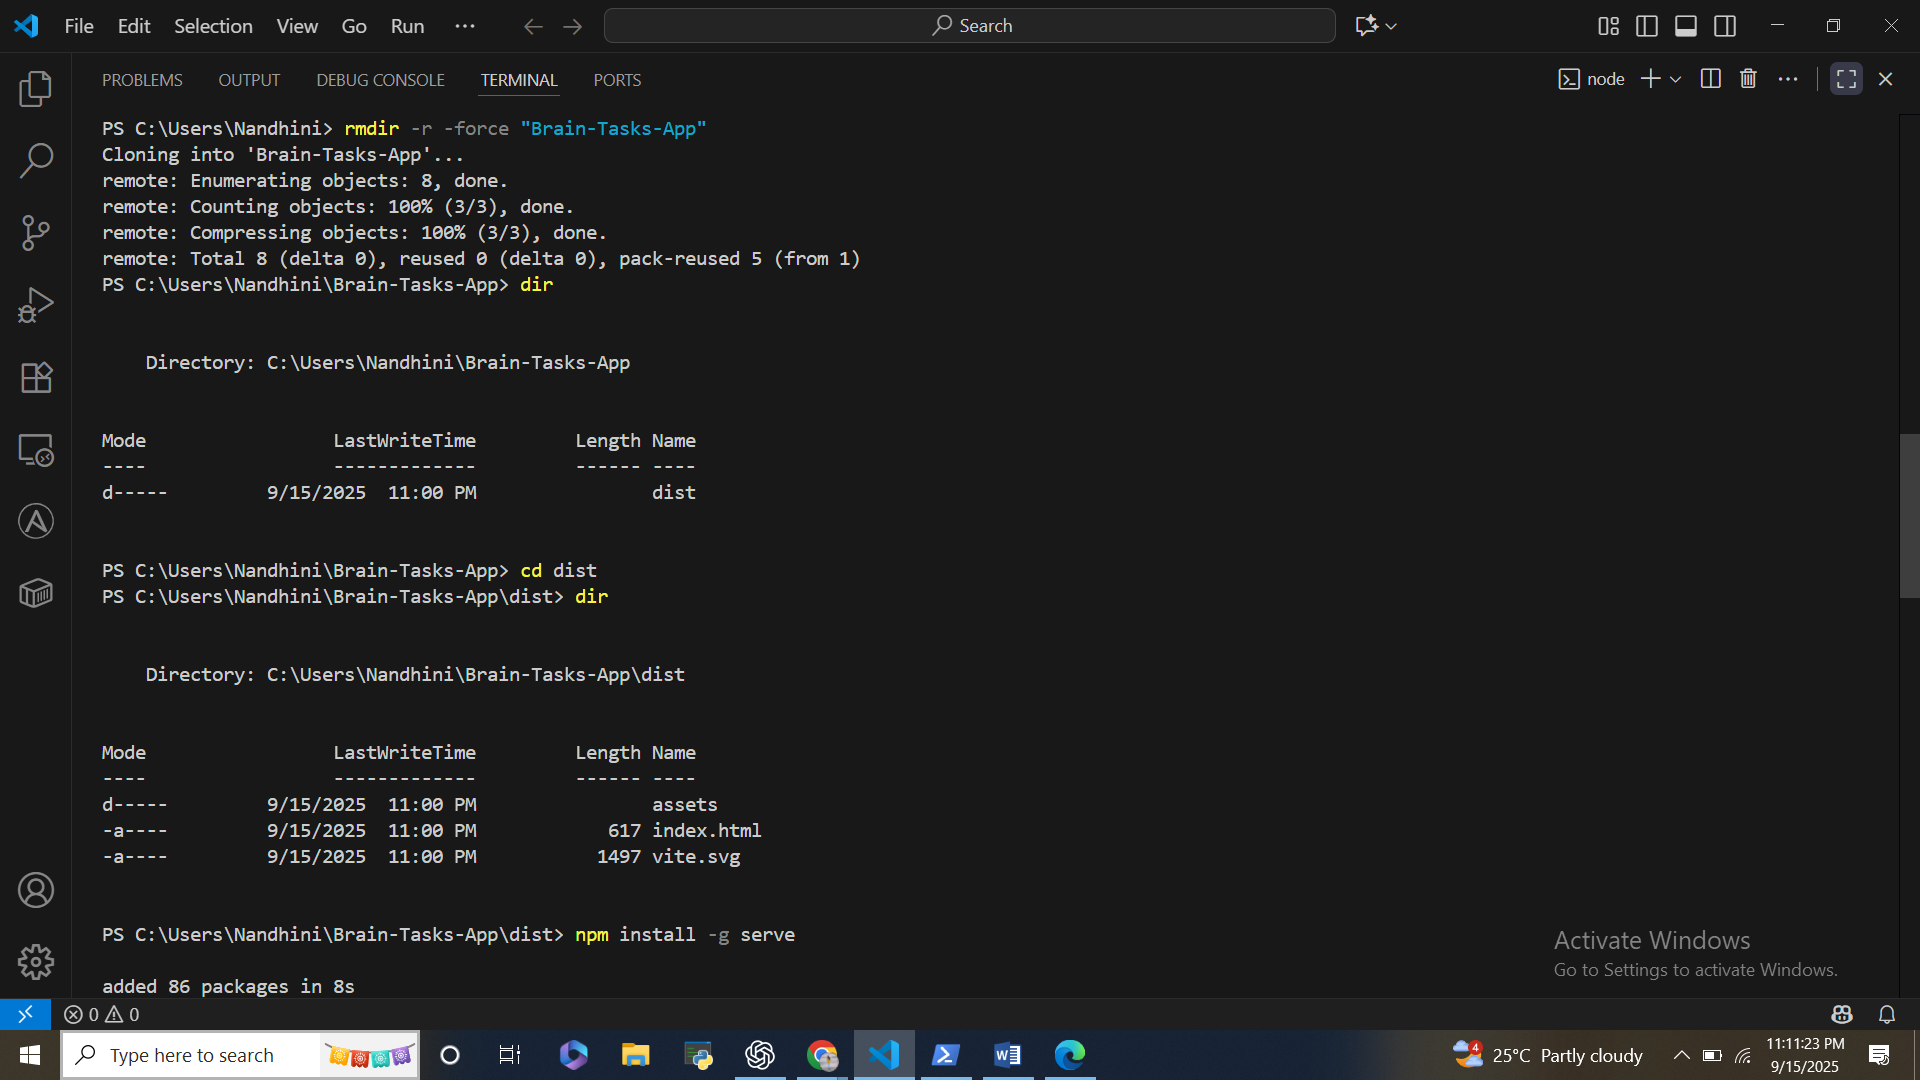 File Edit Selection View Go Run ··· Search
PROBLEMS OUTPUT DEBUG CONSOLE TERMINAL PORTS node
PS C:\Users\Nandhini> rmdir -r -force "Brain-Tasks-App"
Cloning into 'Brain-Tasks-App'...
remote: Enumerating objects: 8, done.
remote: Counting objects: 100% (3/3), done.
remote: Compressing objects: 100% (3/3), done.
remote: Total 8 (delta 0), reused 0 (delta 0), pack-reused 5 (from 1)
PS C:\Users\Nandhini\Brain-Tasks-App> dir
Directory: C:\Users\Nandhini\Brain-Tasks-App
Mode LastWriteTime Length Name
---- ------------- ------ ----
d----- 9/15/2025 11:00 PM dist
PS C:\Users\Nandhini\Brain-Tasks-App> cd dist
PS C:\Users\Nandhini\Brain-Tasks-App\dist> dir
Directory: C:\Users\Nandhini\Brain-Tasks-App\dist
Mode LastWriteTime Length Name
---- ------------- ------ ----
d----- 9/15/2025 11:00 PM assets
-a---- 9/15/2025 11:00 PM 617 index.html
-a---- 9/15/2025 11:00 PM 1497 vite.svg
PS C:\Users\Nandhini\Brain-Tasks-App\dist> npm install -g serve
added 86 packages in 8s
Activate Windows
Go to Settings to activate Windows.
0 0
Type here to search 4 25°C Partly cloudy 11:11:23 PM
9/15/2025